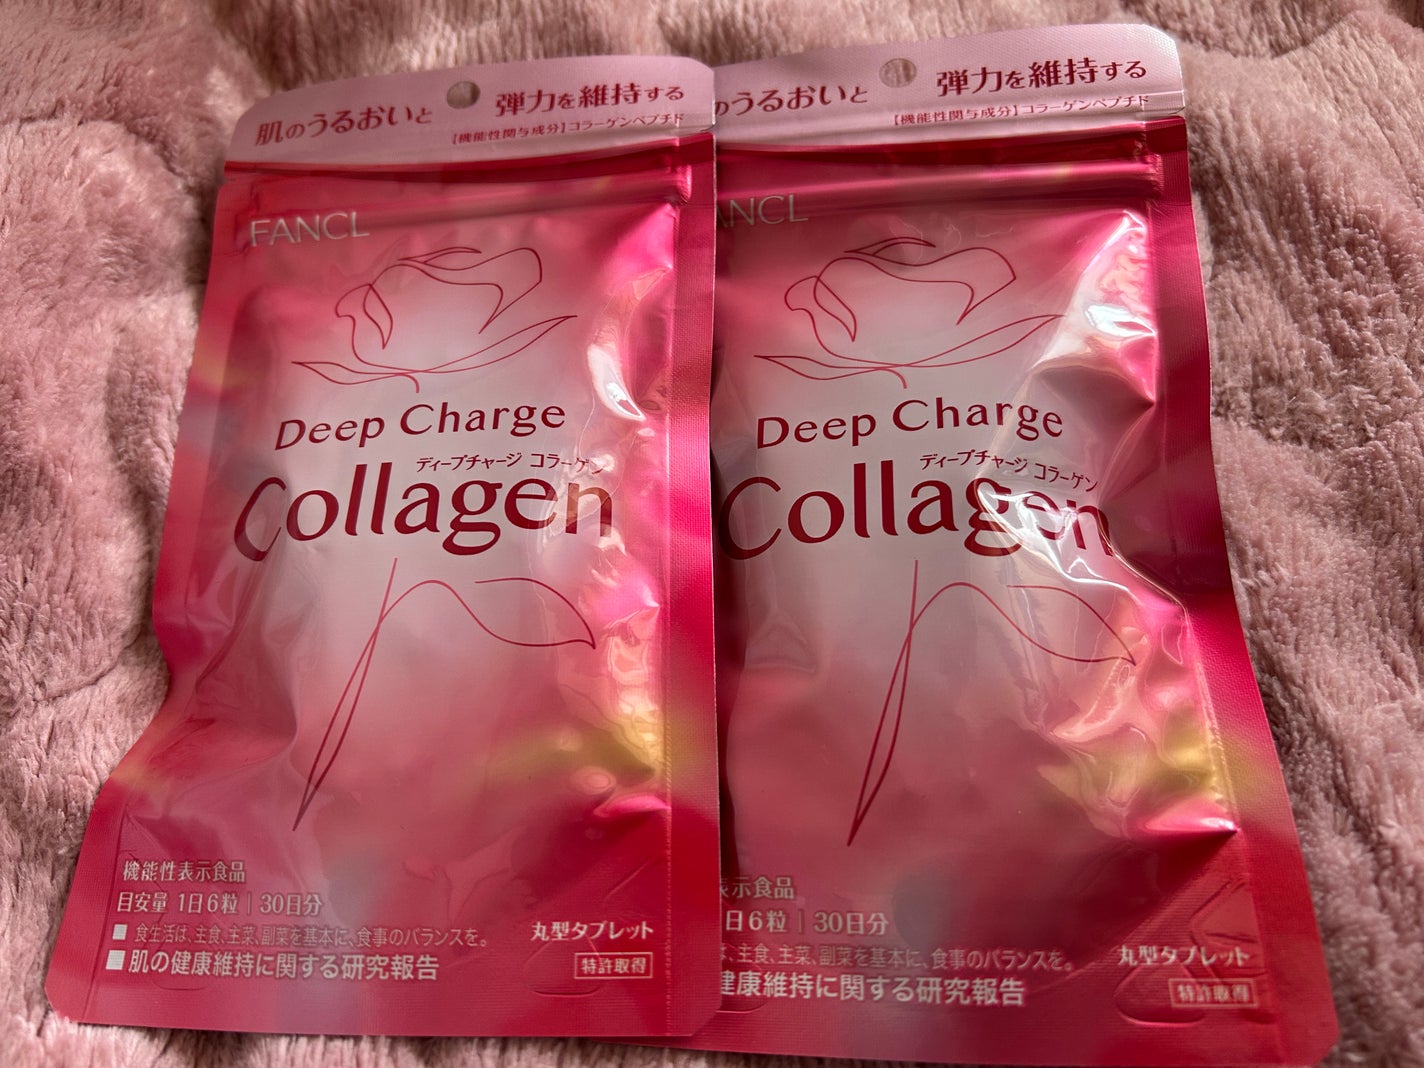 肌のうるおいと 弾力を維持する
【機能性関与成分】コラーゲンペプチド
FANCL
Deep Charge
ディープチャージ コラーゲン
Collagen
機能性表示食品
目安量 1日6粒 | 30日分
■ 食生活は、主食、主菜、副菜を基本に、食事のバランスを。
■ 肌の健康維持に関する研究報告
丸型タブレット
特許取得
のうるおいと 弾力を維持する
【機能性関与成分】コラーゲンペプチド
ANCL
Deep Charge
ディープチャージ コラーゲン
Collagen
表示食品
日6粒 | 30日分
、主食、主菜、副菜を基本に、食事のバランスを。
健康維持に関する研究報告
丸型タブレット
特許取得